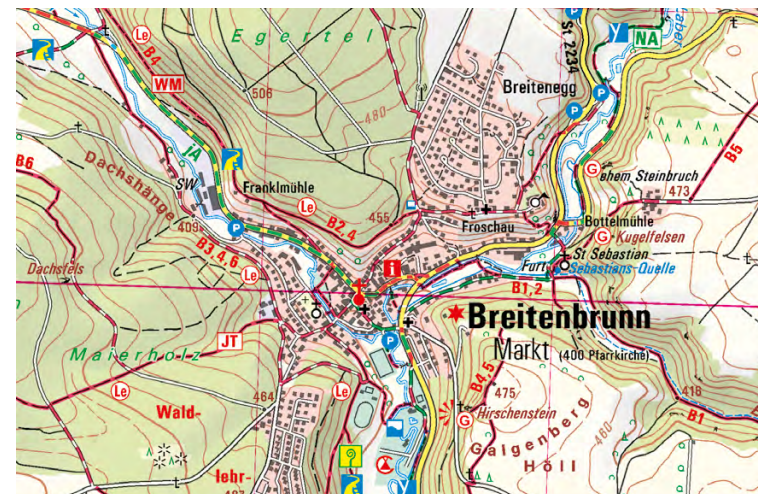 Le
B4
Egertel
St 2234
Laber
NA
WM
506
480
Breitenegg
P
P
jA
B6
Dachshänge
SW
Franklmühle
G
ehem Steinbruch
B5
473
Le
B2,4
455
Froschau
Bottelmühle
409
P
G
Kugelfelsen
B3,4,6
St Sebastian
Dachsfels
i
Furt
Sebastians-Quelle
B1,2
Breitenbrunn
JT
P
Markt
(400 Pfarrkirche)
Maierholz
Le
Le
B4,5
475
418
464
Hirschenstein
B1
Wald-
G
Galgenberg
460
Höll
lehr-